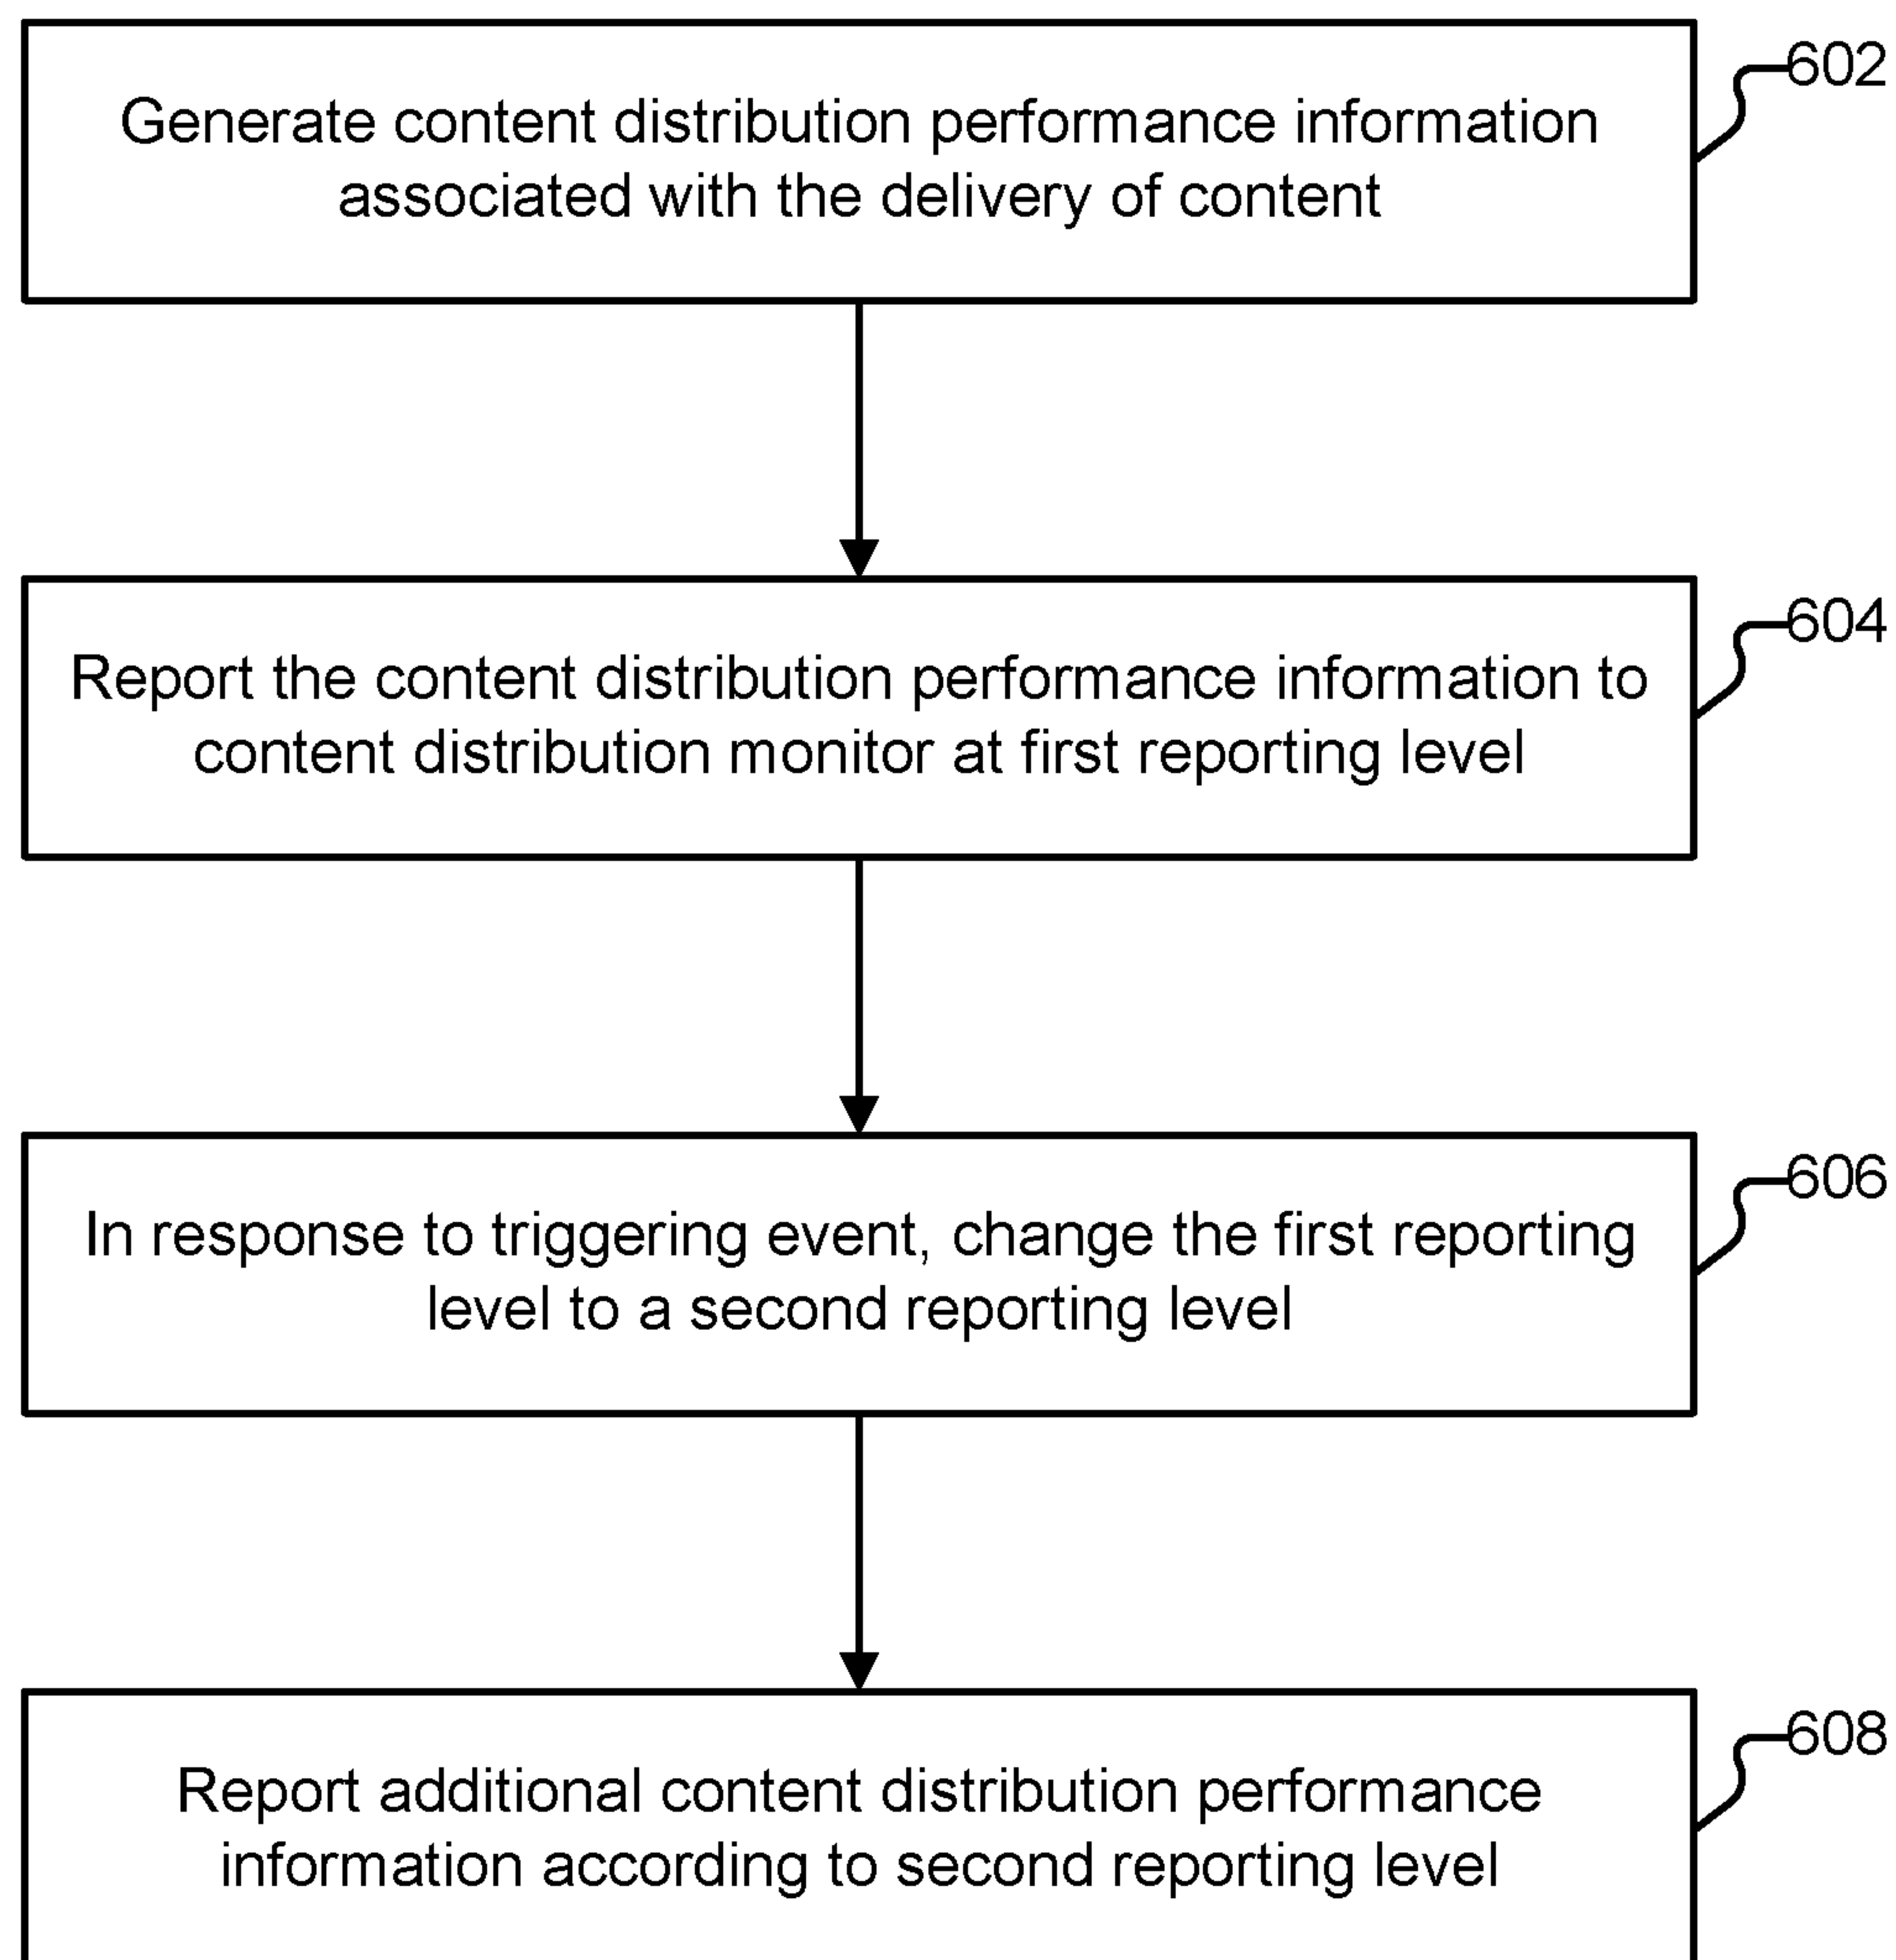 Generate content distribution performance information
associated with the delivery of content
602
Report the content distribution performance information to
content distribution monitor at first reporting level
604
In response to triggering event, change the first reporting
level to a second reporting level
606
Report additional content distribution performance
information according to second reporting level
608